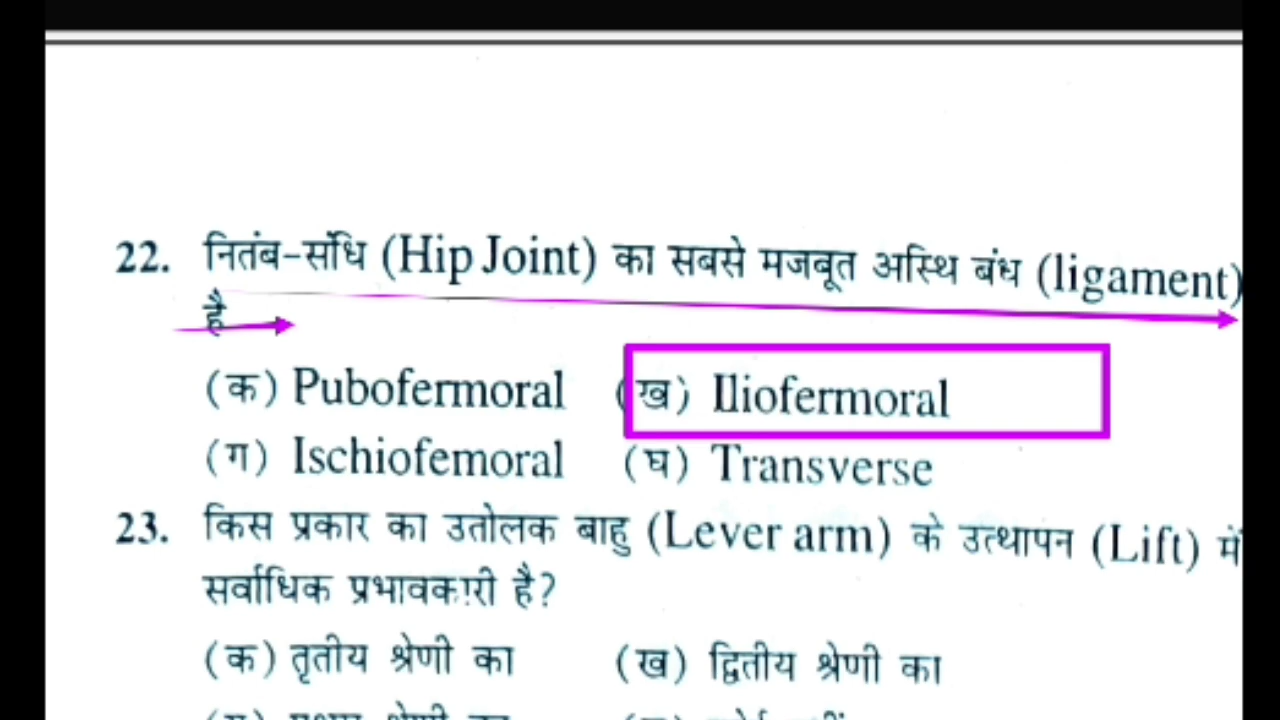 22. नितंब-संधि (Hip Joint) का सबसे मजबूत अस्थि बंध (ligament)
है
(क) Pubofermoral (ख) Iliofermoral
(ग) Ischiofemoral (घ) Transverse
23. किस प्रकार का उतोलक बाहु (Lever arm) के उत्थापन (Lift) में
सर्वाधिक प्रभावकारी है?
(क) तृतीय श्रेणी का (ख) द्वितीय श्रेणी का